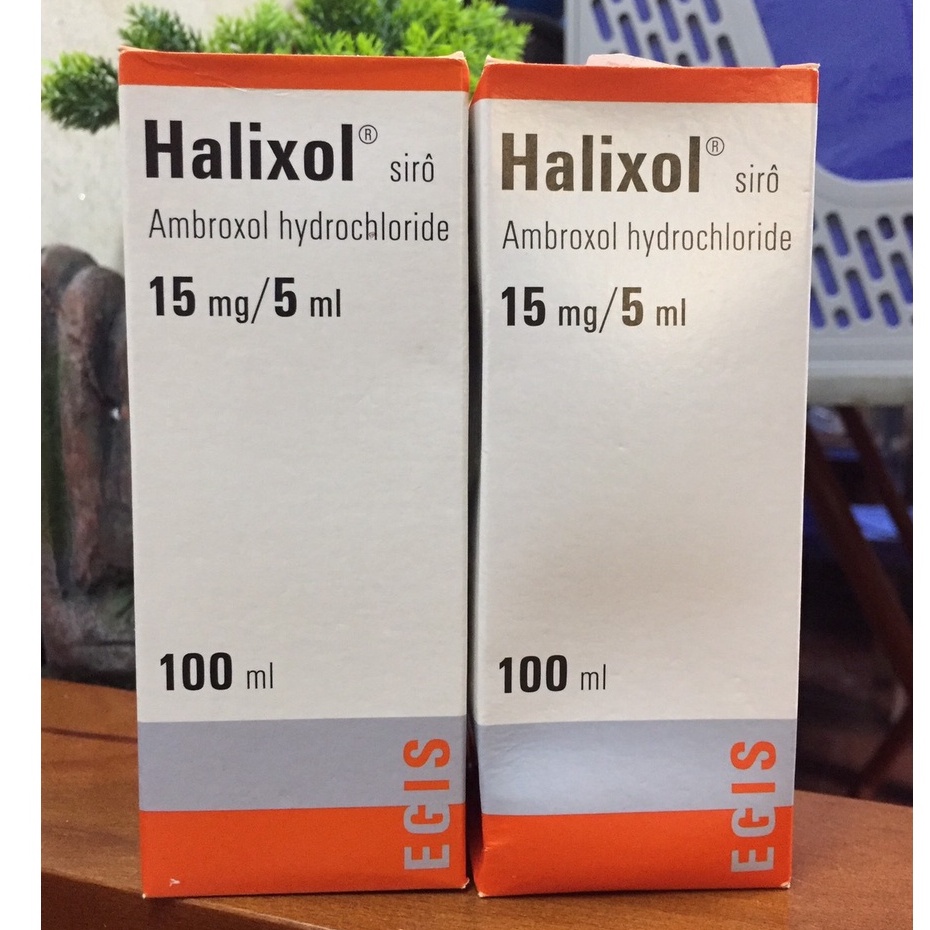 Halixol® sirô
Ambroxol hydrochloride
15 mg/5 ml
100 ml
EGIS
Halixol® sirô
Ambroxol hydrochloride
15 mg/5 ml
100 ml
EGIS